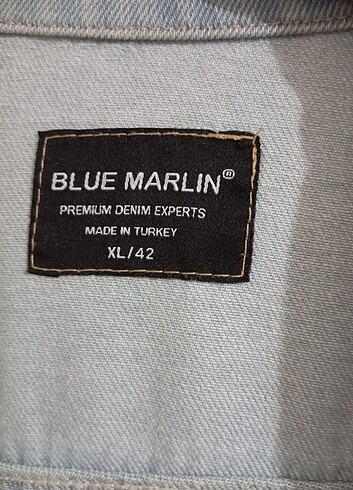 BLUE MARLIN®
PREMIUM DENIM EXPERTS
MADE IN TURKEY
XL/42